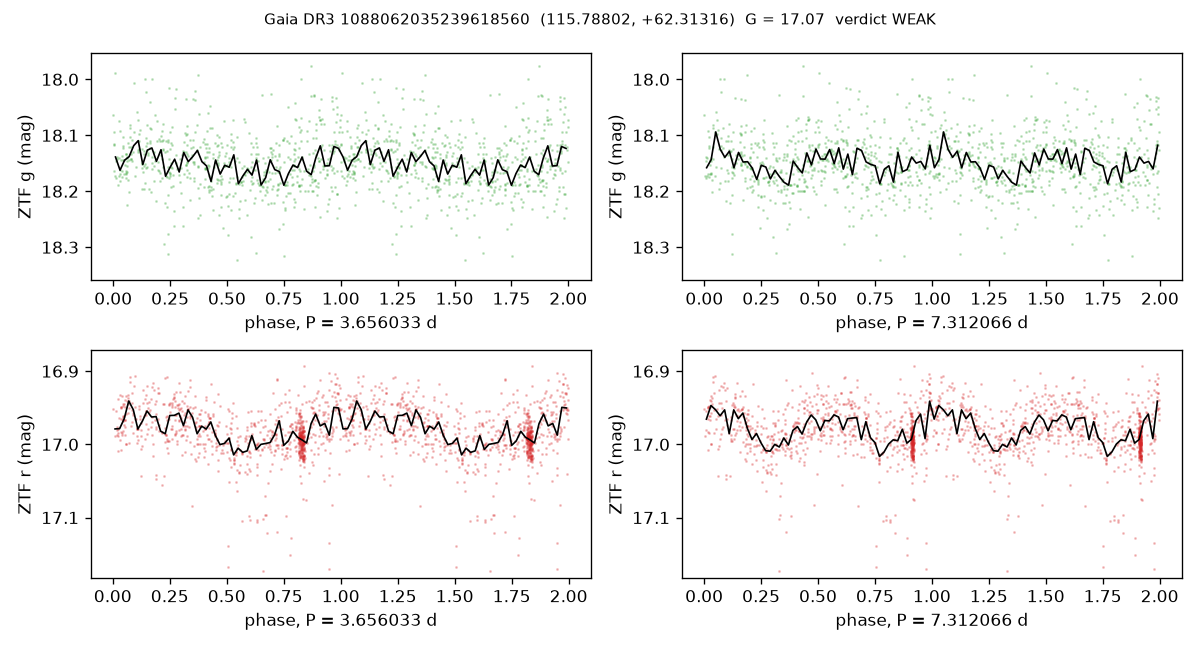 Gaia DR3 1088062035239618560 (115.78802, +62.31316) G = 17.07 verdict WEAK
ZTF g (mag)
18.0
18.1
18.2
18.3
0.00 0.25 0.50 0.75 1.00 1.25 1.50 1.75 2.00
phase, P = 3.656033 d
ZTF g (mag)
18.0
18.1
18.2
18.3
0.00 0.25 0.50 0.75 1.00 1.25 1.50 1.75 2.00
phase, P = 7.312066 d
ZTF r (mag)
16.9
17.0
17.1
0.00 0.25 0.50 0.75 1.00 1.25 1.50 1.75 2.00
phase, P = 3.656033 d
ZTF r (mag)
16.9
17.0
17.1
0.00 0.25 0.50 0.75 1.00 1.25 1.50 1.75 2.00
phase, P = 7.312066 d